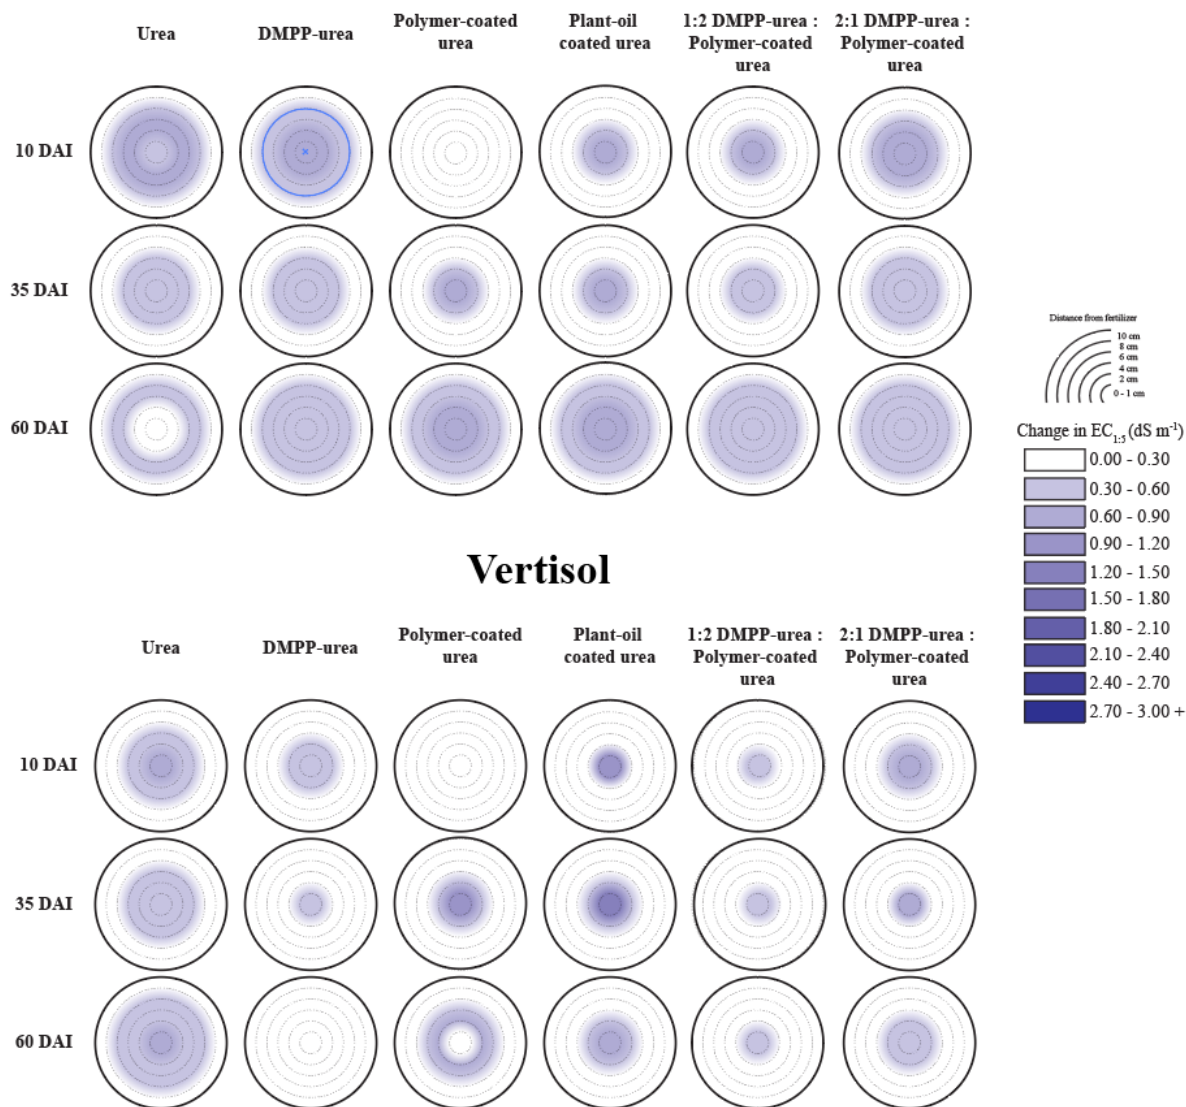 Urea
DMPP-urea
Polymer-coated
urea
Plant-oil
coated urea
1:2 DMPP-urea :
Polymer-coated
urea
2:1 DMPP-urea :
Polymer-coated
urea
10 DAI
35 DAI
60 DAI
Distance from fertilizer
10 cm
8 cm
6 cm
4 cm
2 cm
0 - 1 cm
Change in EC1:5 (dS m-1)
0.00 - 0.30
0.30 - 0.60
0.60 - 0.90
0.90 - 1.20
1.20 - 1.50
1.50 - 1.80
1.80 - 2.10
2.10 - 2.40
2.40 - 2.70
2.70 - 3.00 +
Vertisol
Urea
DMPP-urea
Polymer-coated
urea
Plant-oil
coated urea
1:2 DMPP-urea :
Polymer-coated
urea
2:1 DMPP-urea :
Polymer-coated
urea
10 DAI
35 DAI
60 DAI